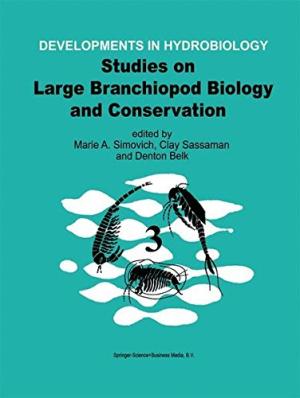 DEVELOPMENTS IN HYDROBIOLOGY
Studies on
Large Branchiopod Biology
and Conservation
edited by
Marie A. Simovich, Clay Sassaman
and Denton Belk
3
Springer-Science+Business Media, B.V.